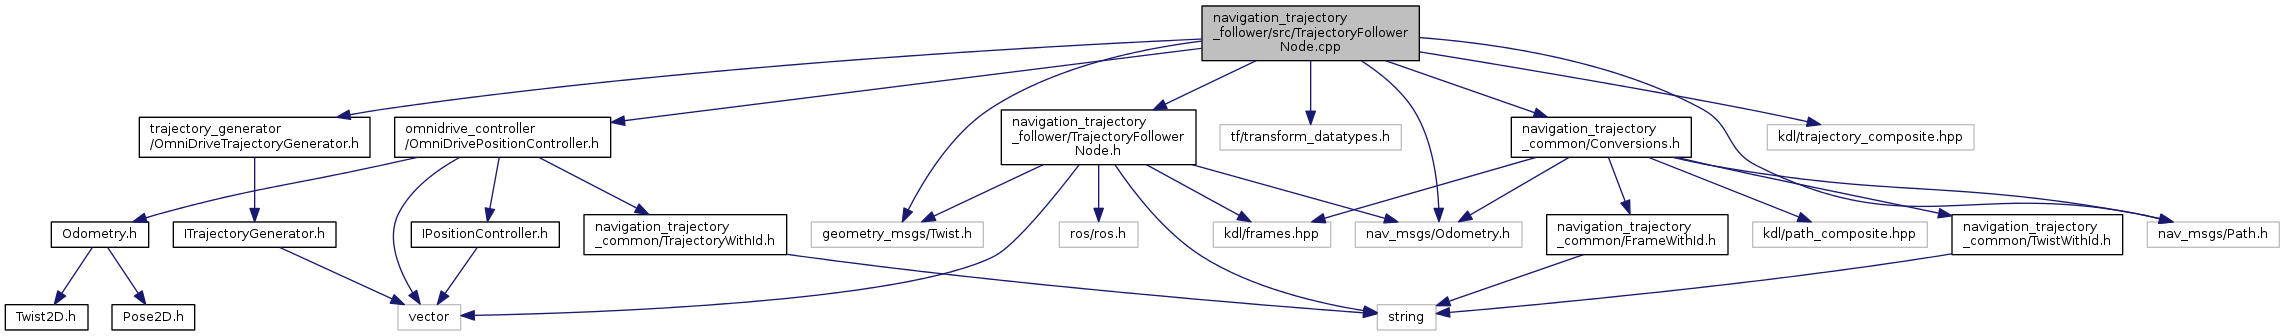 navigation_trajectory
_follower/src/TrajectoryFollower
Node.cpp
trajectory_generator
/OmniDriveTrajectoryGenerator.h
omnidrive_controller
/OmniDrivePositionController.h
navigation_trajectory
_follower/TrajectoryFollower
Node.h
tf/transform_datatypes.h
navigation_trajectory
_common/Conversions.h
kdl/trajectory_composite.hpp
Odometry.h
ITrajectoryGenerator.h
IPositionController.h
navigation_trajectory
_common/TrajectoryWithId.h
geometry_msgs/Twist.h
ros/ros.h
kdl/frames.hpp
nav_msgs/Odometry.h
navigation_trajectory
_common/FrameWithId.h
kdl/path_composite.hpp
navigation_trajectory
_common/TwistWithId.h
nav_msgs/Path.h
Twist2D.h
Pose2D.h
vector
string